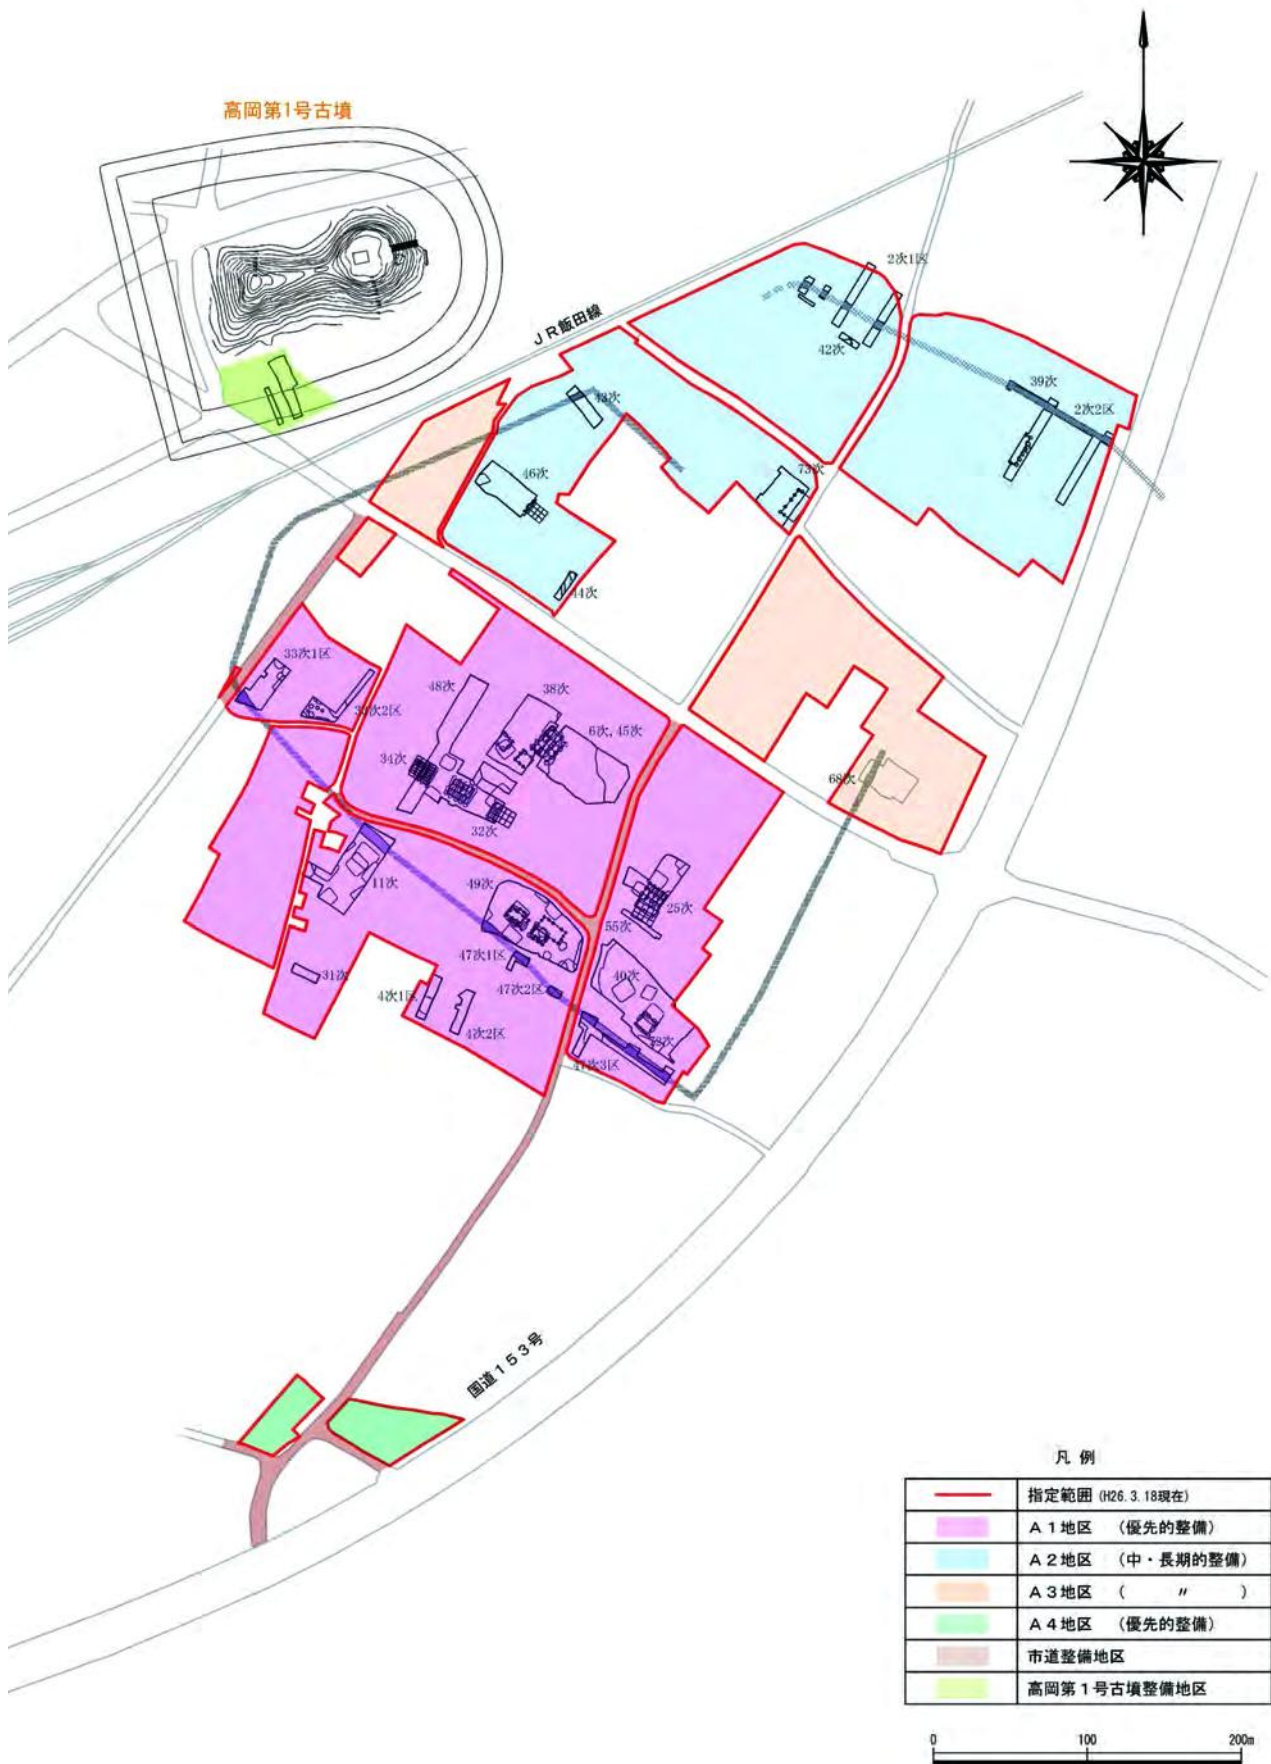 高岡第1号古墳
JR飯田線
2次1区
42次
39次
2次2区
43次
46次
73次
44次
33次1区
48次
38次
6次,45次
34次
32次
68次
11次
49次
25次
55次
47次1区
40次
31次
4次1区
47次2区
4次2区
47次3区
国道153号
凡 例
指定範囲 (H26.3.18現在)
A1地区 (優先的整備)
A2地区 (中・長期的整備)
A3地区 ( 〃 )
A4地区 (優先的整備)
市道整備地区
高岡第1号古墳整備地区
0 100 200m